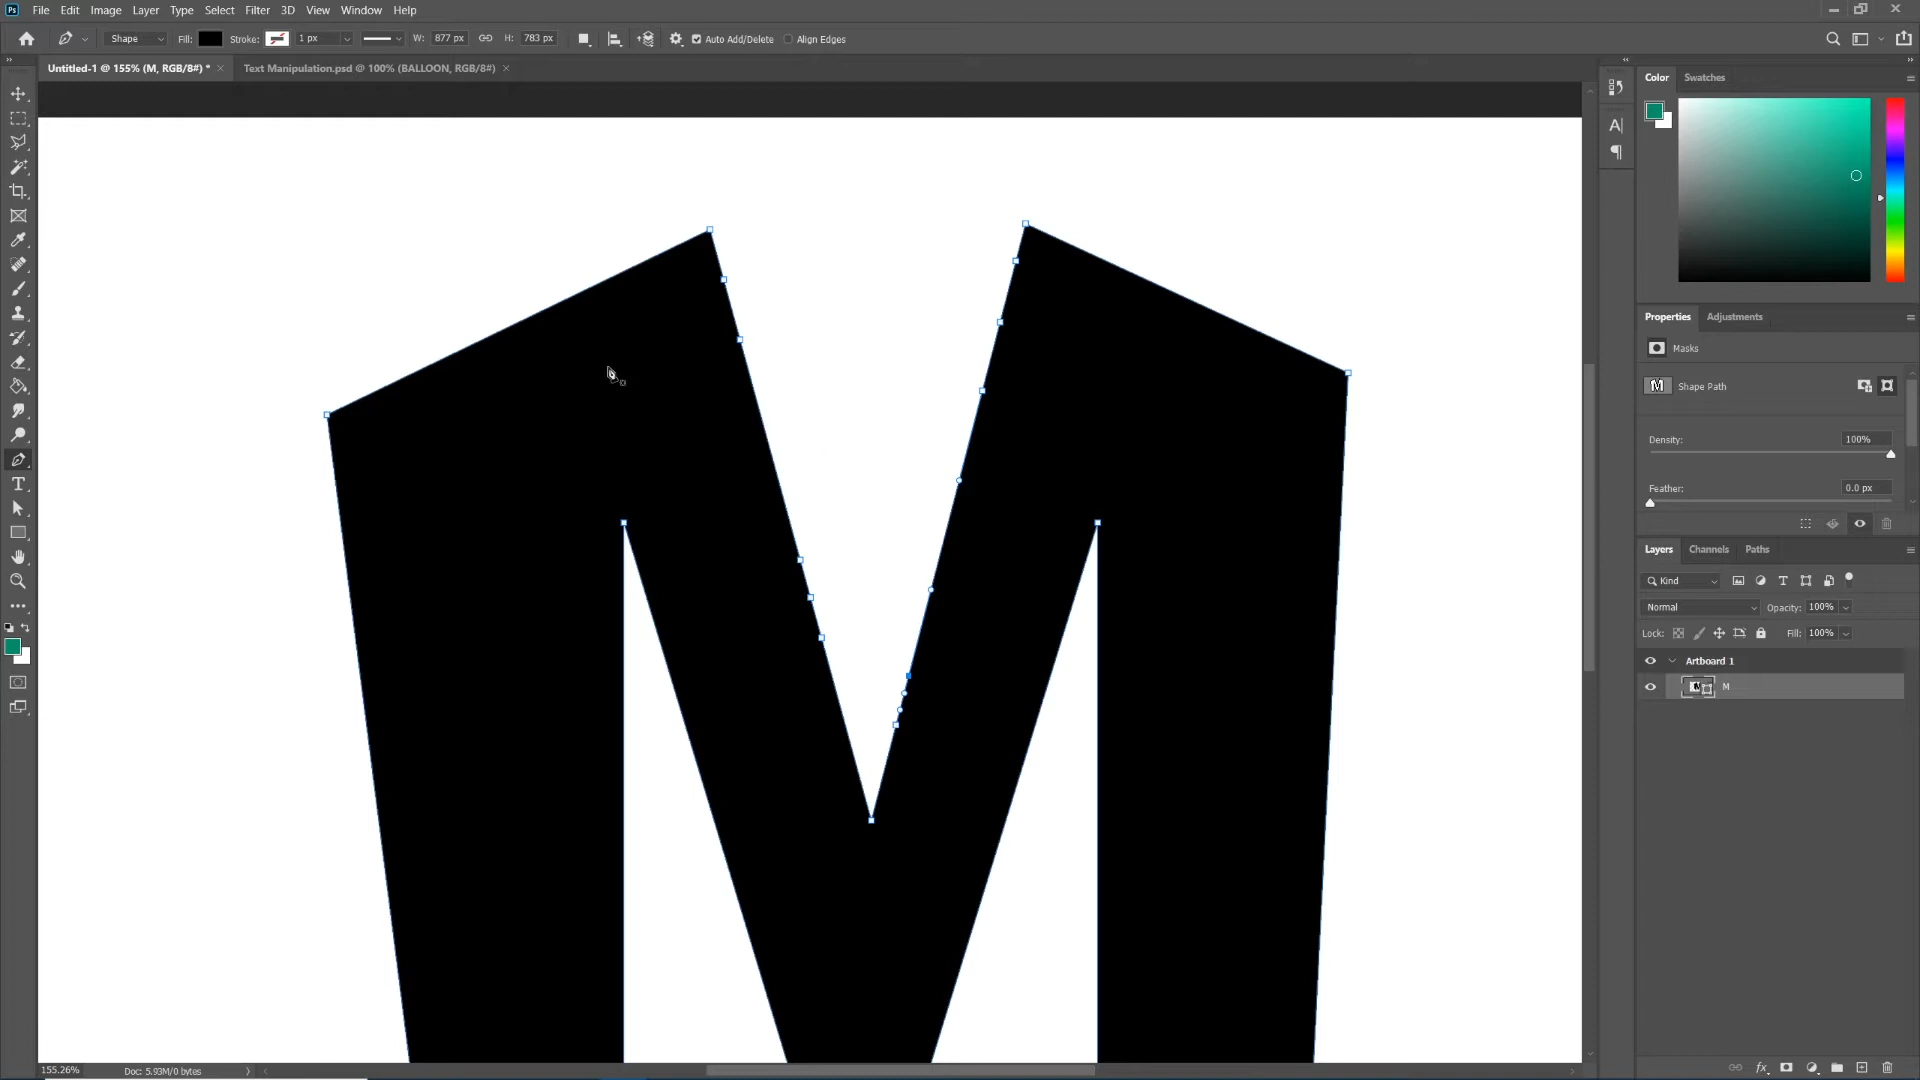 Ps File Edit Image Layer Type Select Filter 3D View Window Help
Shape Fill: Stroke: 1 px W: 877 px H: 783 px Auto Add/Delete Align Edges
Untitled-1 @ 155% (M, RGB/8#) * × Text Manipulation.psd @ 100% (BALLOON, RGB/8#) ×
Color Swatches
Properties Adjustments
Masks
M Shape Path
Density: 100%
Feather: 0.0 px
Layers Channels Paths
Kind
Normal Opacity: 100%
Lock: Fill: 100%
Artboard 1
M
M
155.26% Doc: 5.93M/0 bytes